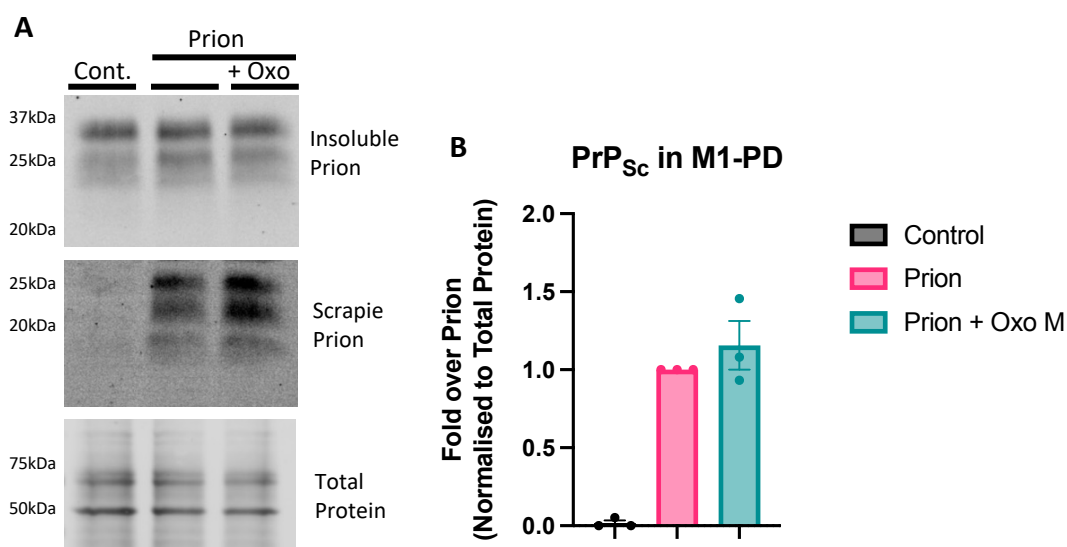 A
Prion
Cont.
+ Oxo
37kDa
25kDa
20kDa
Insoluble
Prion
25kDa
20kDa
Scrapie
Prion
75kDa
50kDa
Total
Protein
B
PrPSc in M1-PD
Fold over Prion
(Normalised to Total Protein)
2.0
1.5
1.0
0.5
0.0
Control
Prion
Prion + Oxo M